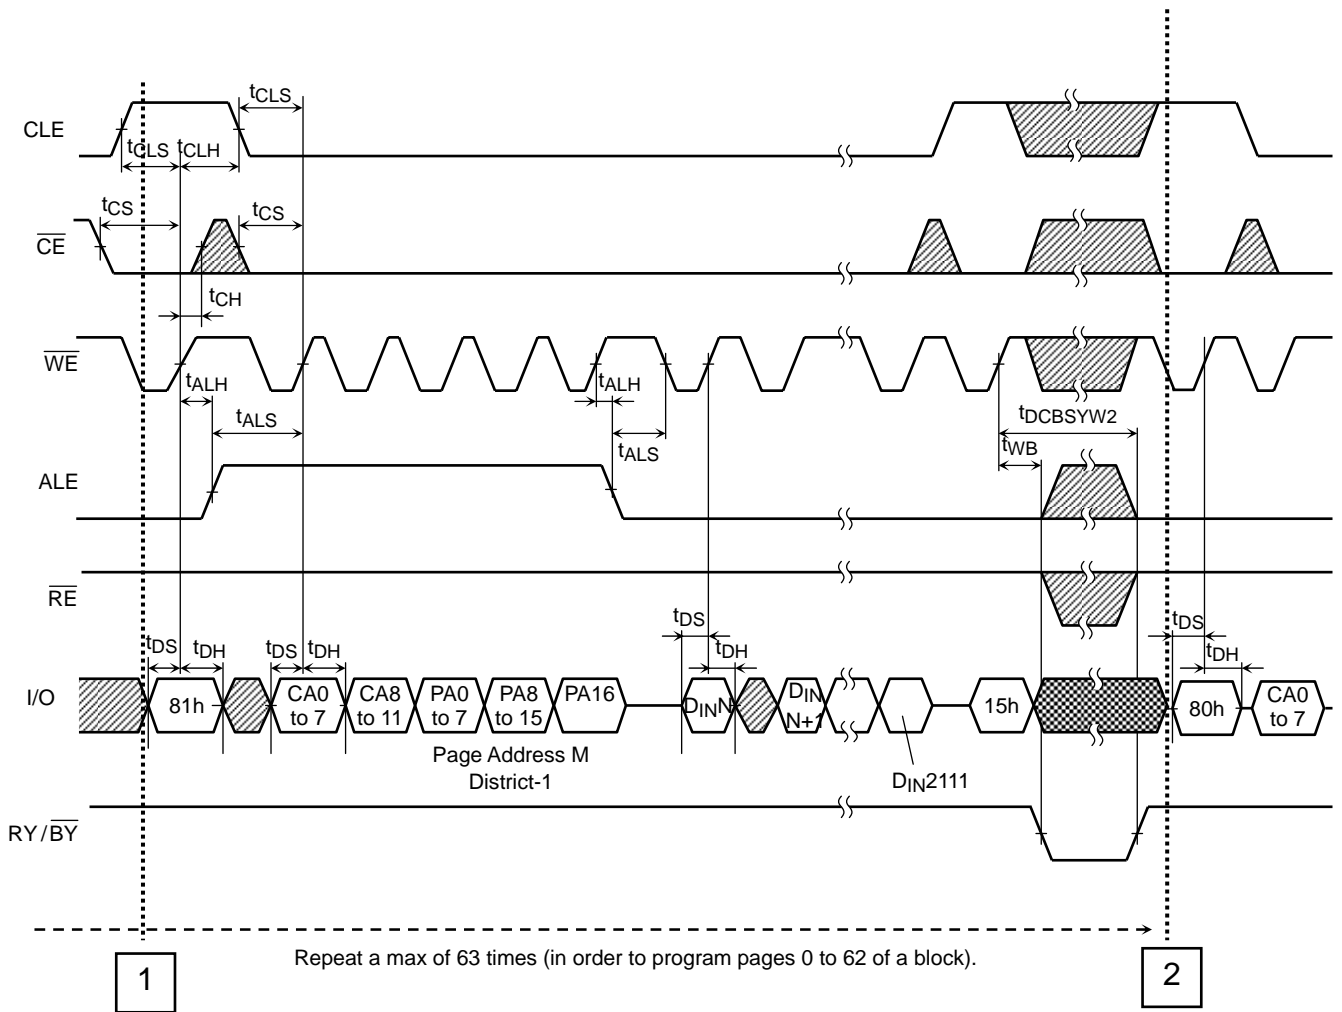 tCLS
CLE
tCLS tCLH
tCS tCS
CE
tCH
WE
tALH tALH
tDCBSYW2
tALS tALS
tWB
ALE
RE
tDS tDS
tDS tDH tDS tDH tDH tDH
I/O 81h CA0 to 7 CA8 to 11 PA0 to 7 PA8 to 15 PA16 DINN DIN N+1 15h 80h CA0 to 7
Page Address M
District-1
DIN2111
RY/BY
Repeat a max of 63 times (in order to program pages 0 to 62 of a block).
1 2